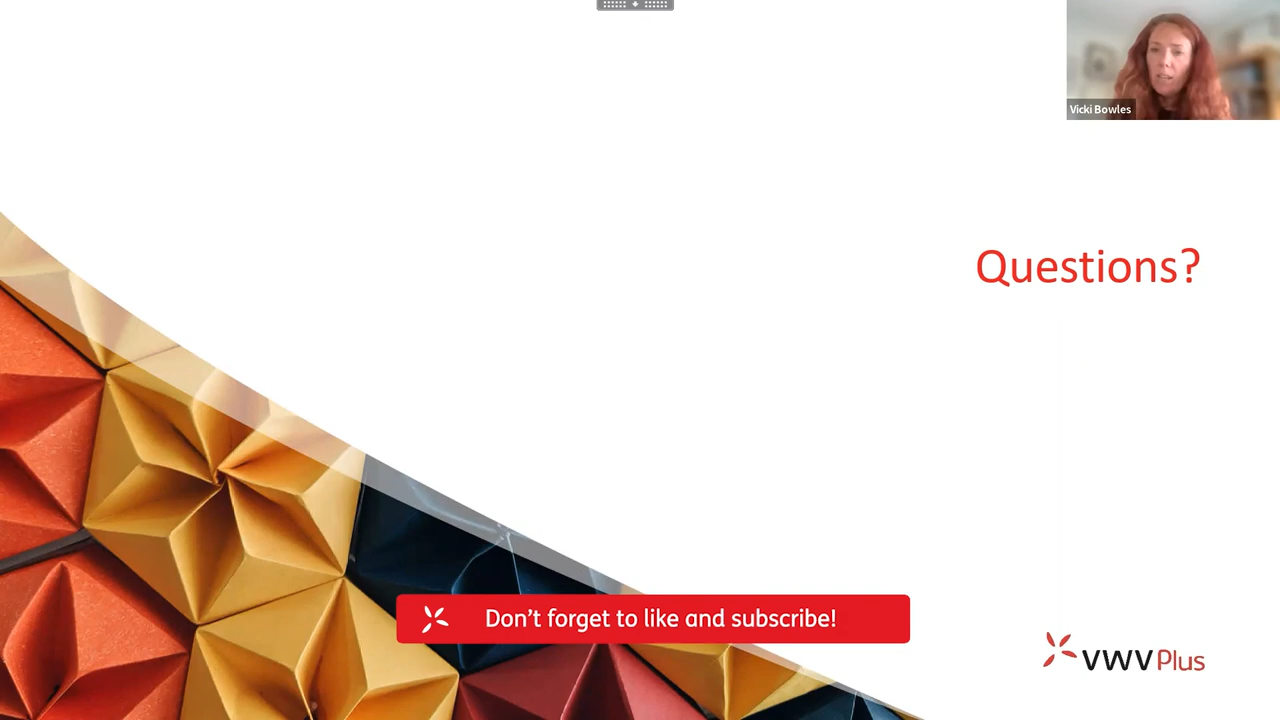 Vicki Bowles
Questions?
Don't forget to like and subscribe!
VWV Plus